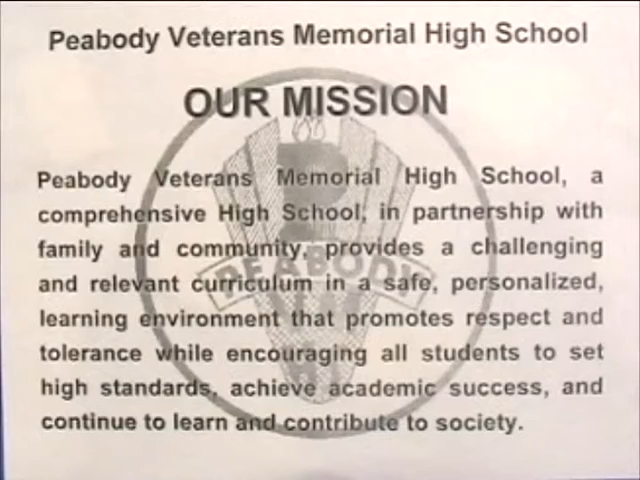 Peabody Veterans Memorial High School
OUR MISSION
Peabody Veterans Memorial High School, a
comprehensive High School, in partnership with
family and community, provides a challenging
and relevant curriculum in a safe, personalized,
learning environment that promotes respect and
tolerance while encouraging all students to set
high standards, achieve academic success, and
continue to learn and contribute to society.
PEABODY